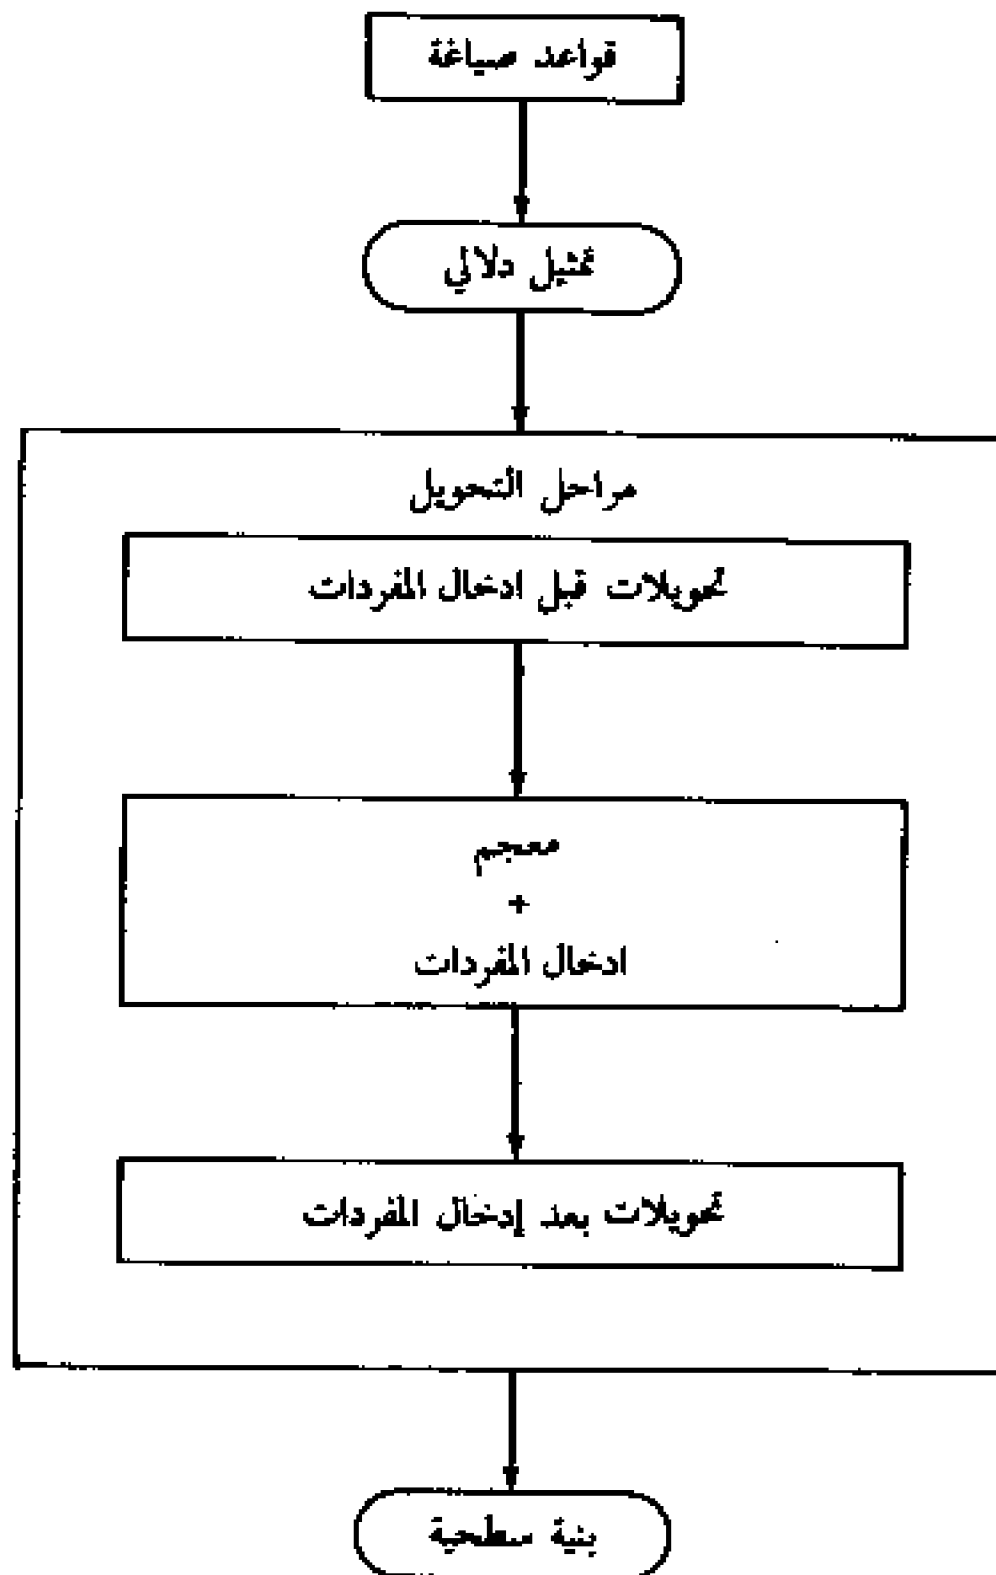 قواعد صياغة
تمثيل دلالي
مراحل التحويل
تحويلات قبل ادخال المفردات
معجم
+
ادخال المفردات
تحويلات بعد إدخال المفردات
بنية سطحية